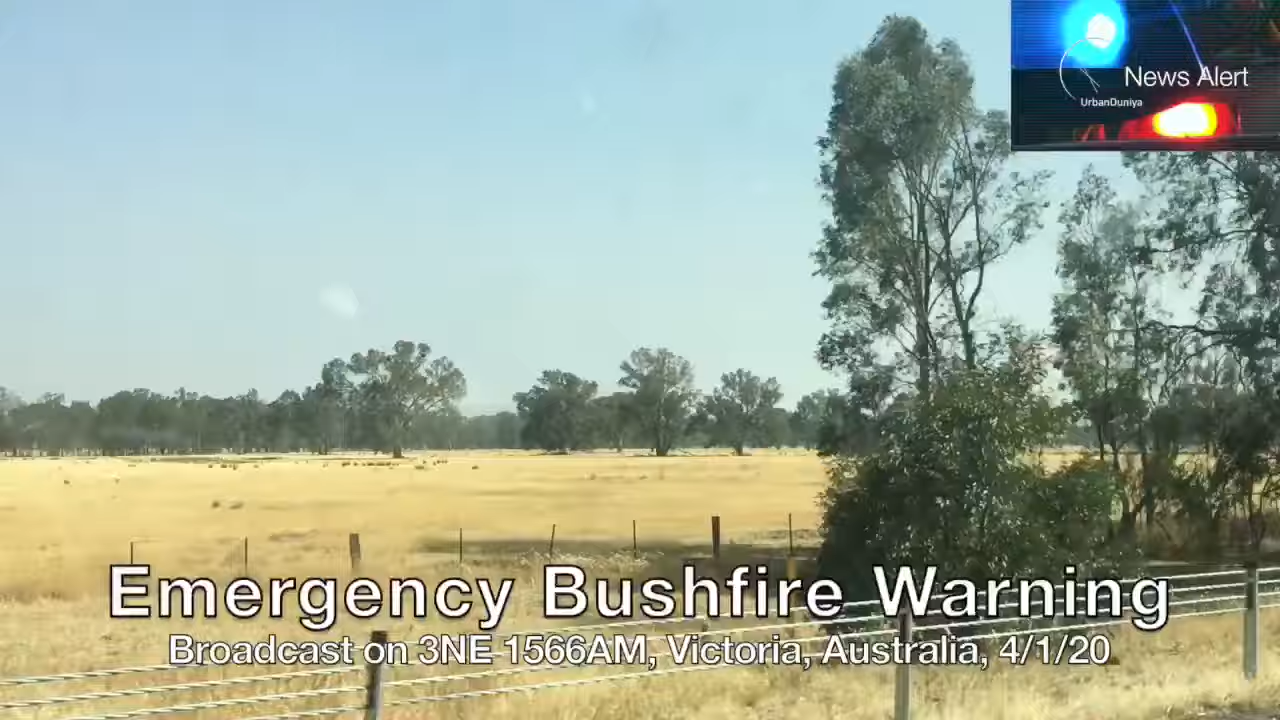 News Alert
UrbanDuniya
Emergency Bushfire Warning
Broadcast on 3NE 1566AM, Victoria, Australia, 4/1/20